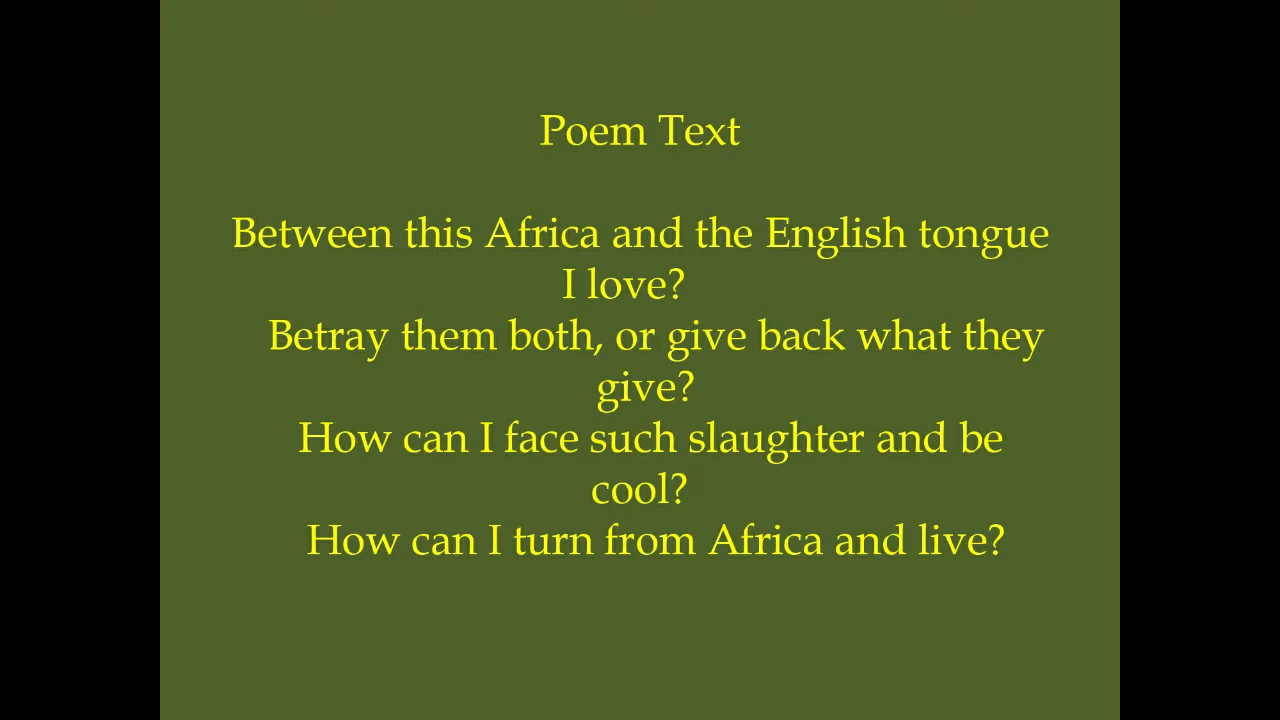 Poem Text
Between this Africa and the English tongue
I love?
Betray them both, or give back what they
give?
How can I face such slaughter and be
cool?
How can I turn from Africa and live?